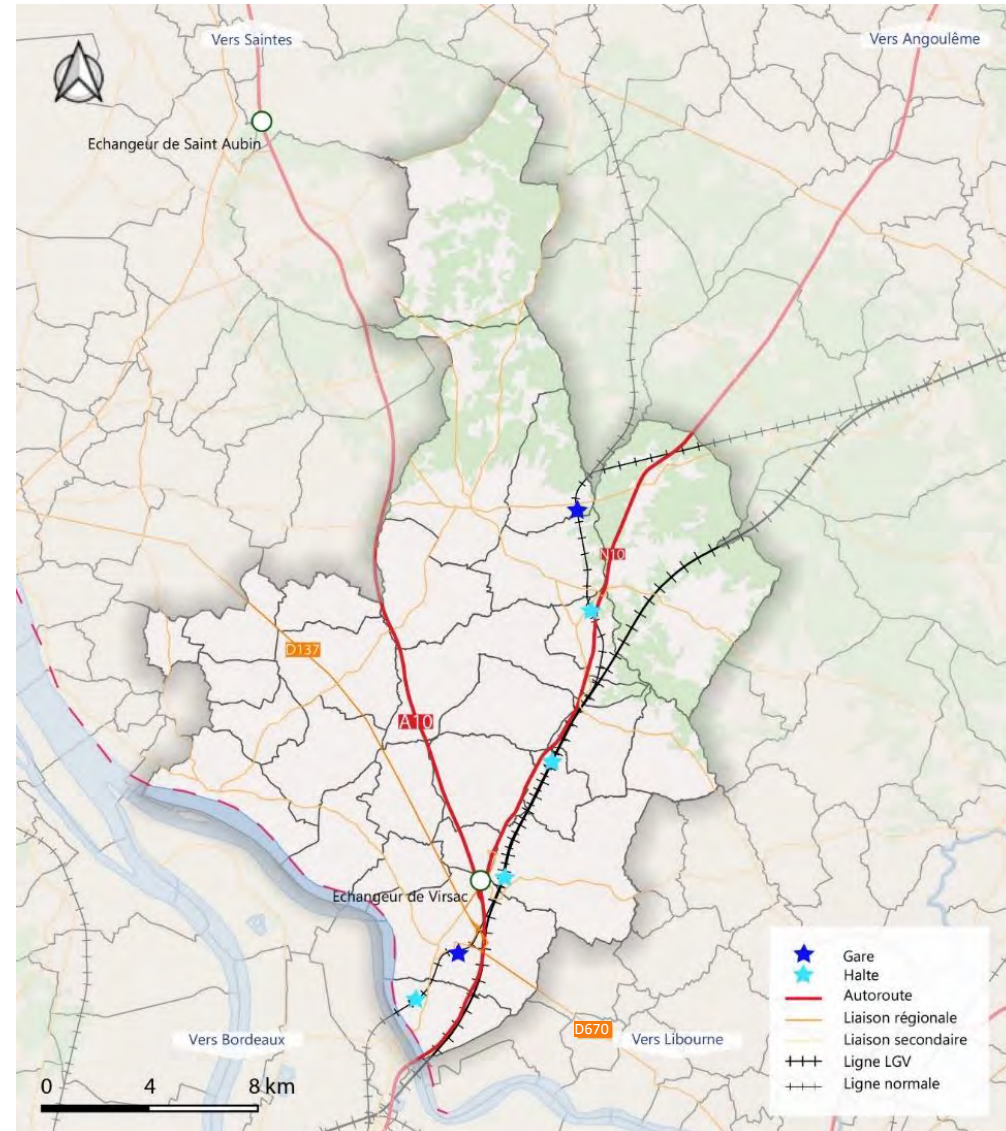 Vers Saintes
Vers Angoulême
Echangeur de Saint Aubin
N10
D137
A10
Echangeur de Virsac
D670
Vers Bordeaux
Vers Libourne
Gare
Halte
Autoroute
Liaison régionale
Liaison secondaire
Ligne LGV
Ligne normale
0 4 8 km